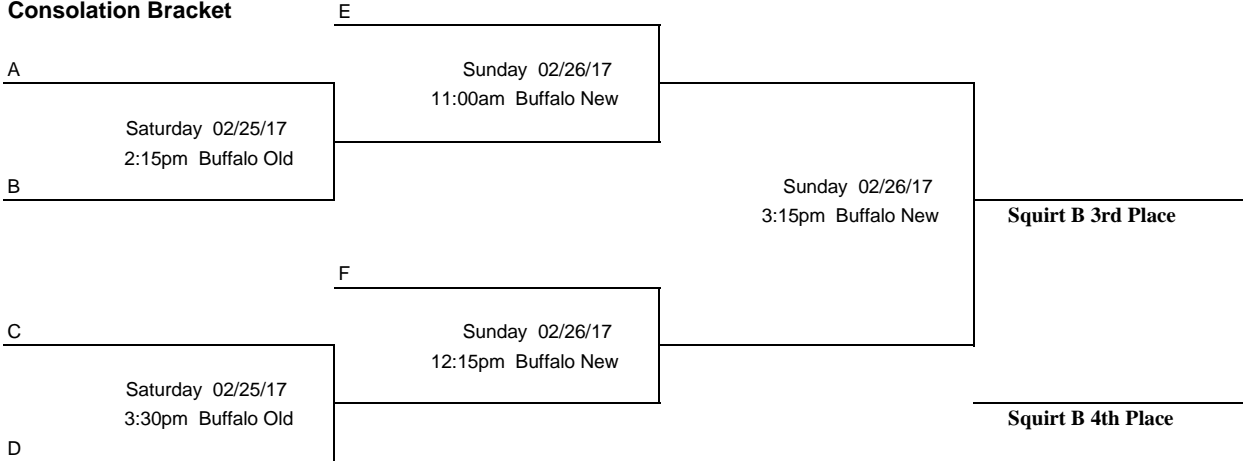 Consolation Bracket
E
A
Sunday 02/26/17
11:00am Buffalo New
Saturday 02/25/17
2:15pm Buffalo Old
B
Sunday 02/26/17
3:15pm Buffalo New
Squirt B 3rd Place
F
C
Sunday 02/26/17
12:15pm Buffalo New
Saturday 02/25/17
3:30pm Buffalo Old
Squirt B 4th Place
D